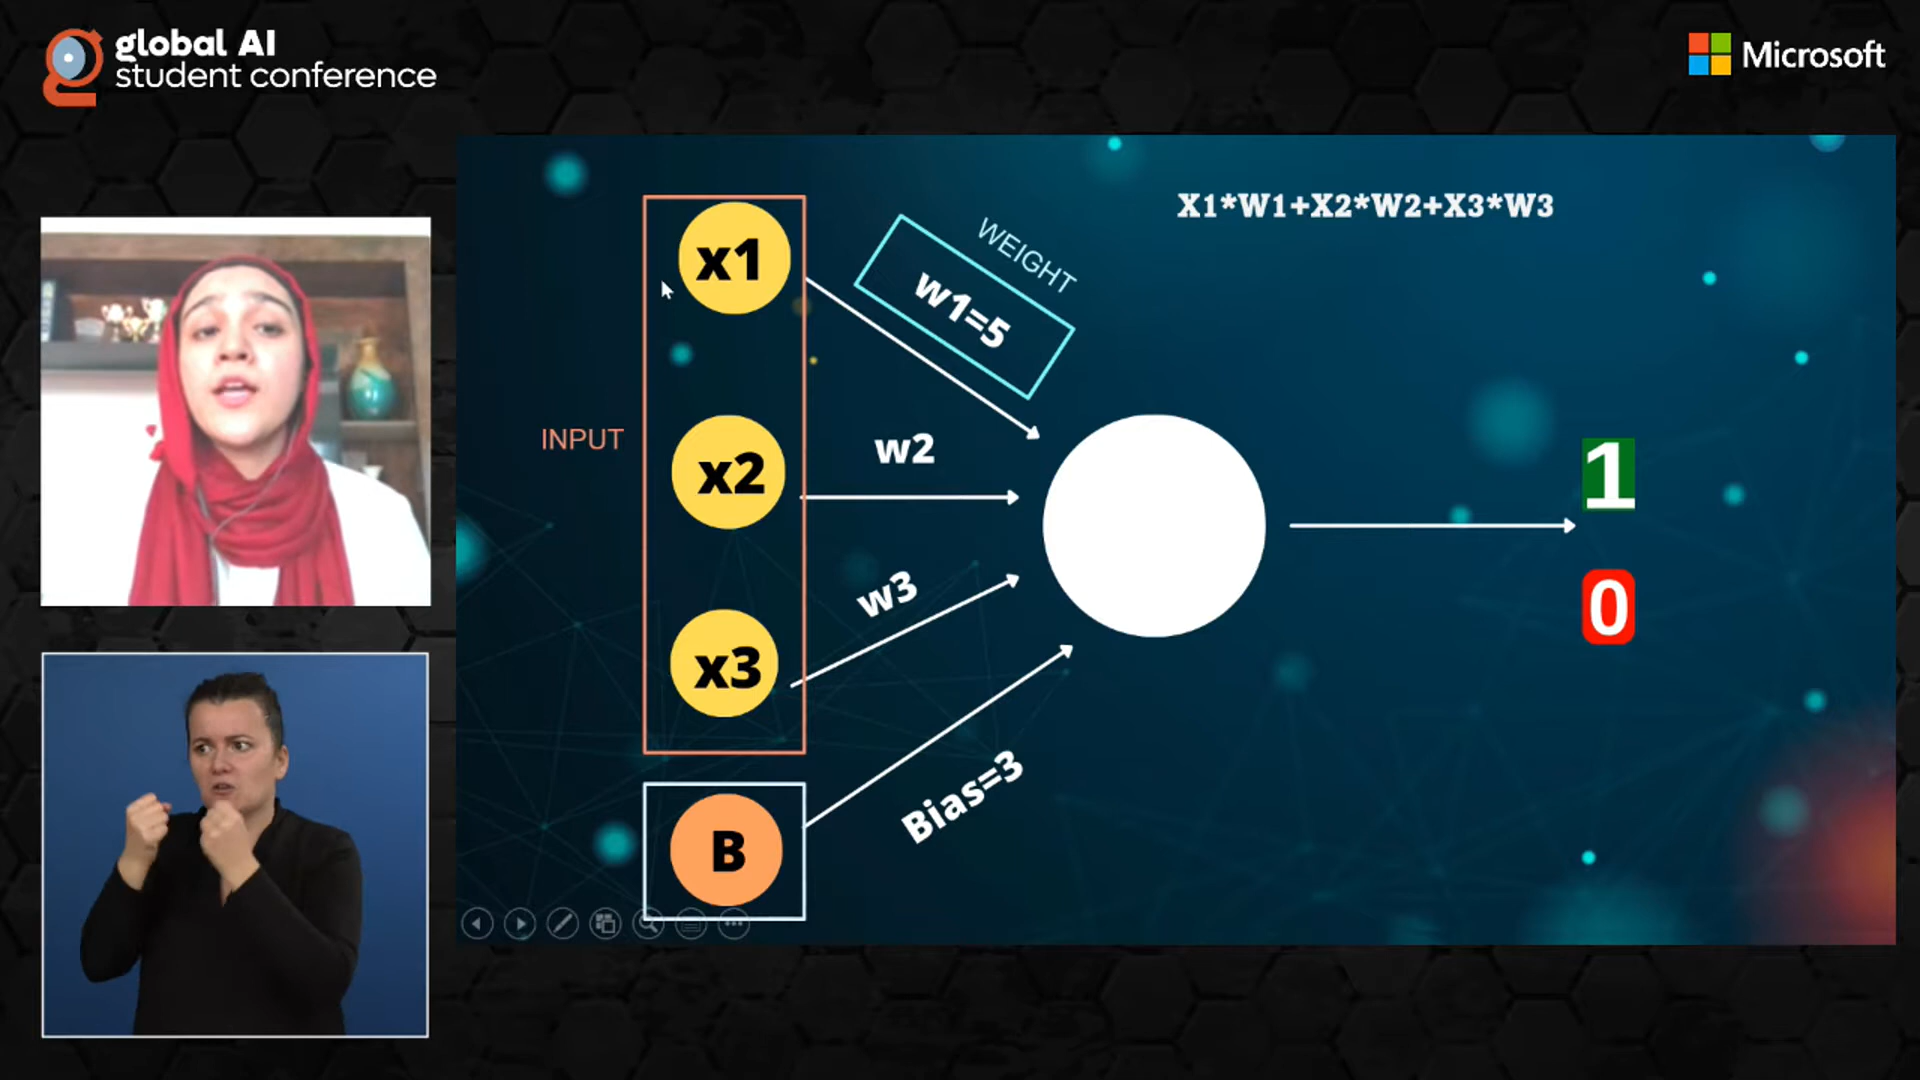 global AI
student conference
Microsoft
X1*W1+X2*W2+X3*W3
x1
WEIGHT
w1=5
INPUT
x2
w2
1
x3
w3
0
B
Bias=3